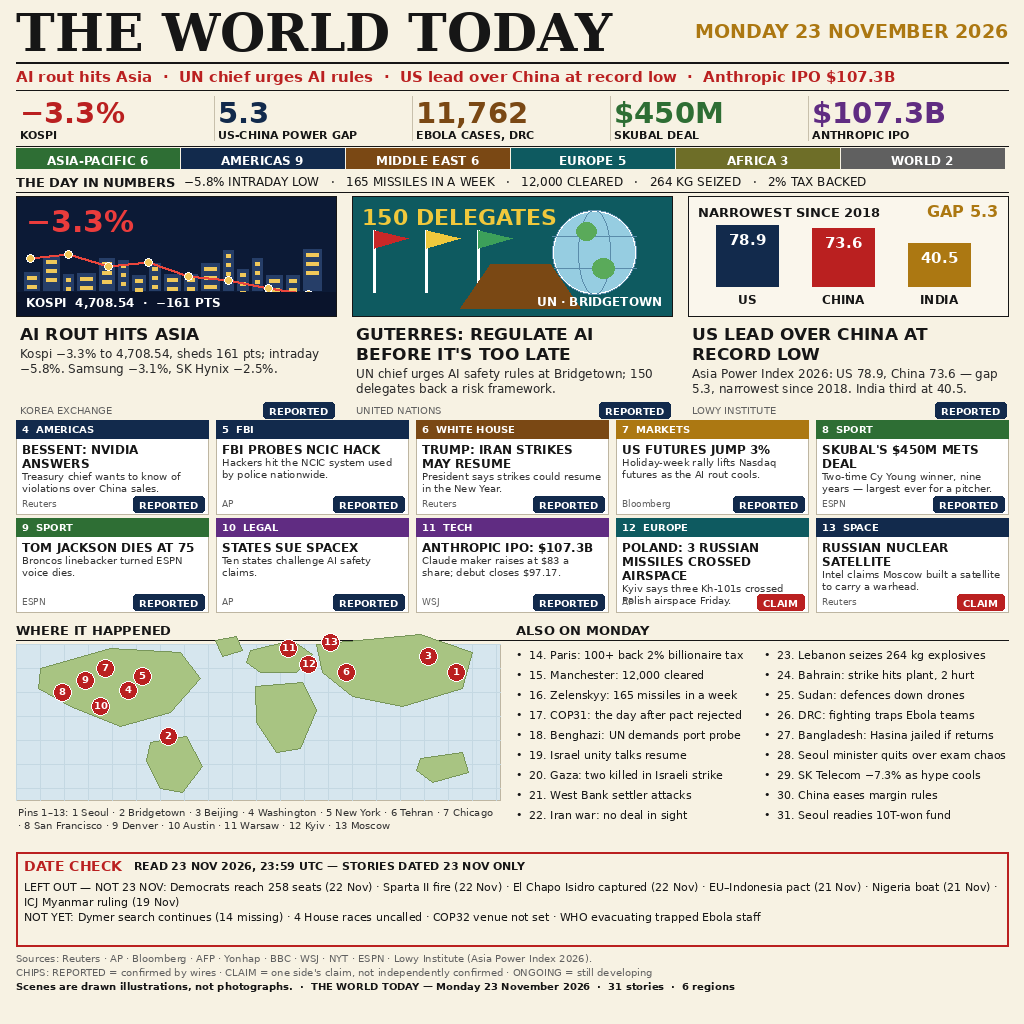 THE WORLD TODAY
MONDAY 23 NOVEMBER 2026
AI rout hits Asia · UN chief urges AI rules · US lead over China at record low · Anthropic IPO $107.3B
−3.3%
KOSPI
5.3
US-CHINA POWER GAP
11,762
EBOLA CASES, DRC
$450M
SKUBAL DEAL
$107.3B
ANTHROPIC IPO
ASIA-PACIFIC 6
AMERICAS 9
MIDDLE EAST 6
EUROPE 5
AFRICA 3
WORLD 2
THE DAY IN NUMBERS −5.8% INTRADAY LOW · 165 MISSILES IN A WEEK · 12,000 CLEARED · 264 KG SEIZED · 2% TAX BACKED
−3.3%
KOSPI 4,708.54 · −161 PTS
AI ROUT HITS ASIA
Kospi −3.3% to 4,708.54, sheds 161 pts; intraday
−5.8%. Samsung −3.1%, SK Hynix −2.5%.
KOREA EXCHANGE
REPORTED
150 DELEGATES
UN · BRIDGETOWN
GUTERRES: REGULATE AI
BEFORE IT'S TOO LATE
UN chief urges AI safety rules at Bridgetown; 150
delegates back a risk framework.
UNITED NATIONS
REPORTED
NARROWEST SINCE 2018
GAP 5.3
78.9
73.6
40.5
US
CHINA
INDIA
US LEAD OVER CHINA AT
RECORD LOW
Asia Power Index 2026: US 78.9, China 73.6 — gap
5.3, narrowest since 2018. India third at 40.5.
LOWY INSTITUTE
REPORTED
4 AMERICAS
BESSENT: NVIDIA
ANSWERS
Treasury chief wants to know of
violations over China sales.
Reuters
REPORTED
5 FBI
FBI PROBES NCIC HACK
Hackers hit the NCIC system used
by police nationwide.
AP
REPORTED
6 WHITE HOUSE
TRUMP: IRAN STRIKES
MAY RESUME
President says strikes could resume
in the New Year.
Reuters
REPORTED
7 MARKETS
US FUTURES JUMP 3%
Holiday-week rally lifts Nasdaq
futures as the AI rout cools.
Bloomberg
REPORTED
8 SPORT
SKUBAL'S $450M METS
DEAL
Two-time Cy Young winner, nine
years — largest ever for a pitcher.
ESPN
REPORTED
9 SPORT
TOM JACKSON DIES AT 75
Broncos linebacker turned ESPN
voice dies.
ESPN
REPORTED
10 LEGAL
STATES SUE SPACEX
Ten states challenge AI safety
claims.
AP
REPORTED
11 TECH
ANTHROPIC IPO: $107.3B
Claude maker raises at $83 a
share; debut closes $97.17.
WSJ
REPORTED
12 EUROPE
POLAND: 3 RUSSIAN
MISSILES CROSSED
AIRSPACE
Kyiv says three Kh-101s crossed
Polish airspace Friday.
CLAIM
13 SPACE
RUSSIAN NUCLEAR
SATELLITE
Intel claims Moscow built a satellite
to carry a warhead.
Reuters
CLAIM
WHERE IT HAPPENED
13
11
12
3
7
6
1
5
9
4
8
10
2
Pins 1–13: 1 Seoul · 2 Bridgetown · 3 Beijing · 4 Washington · 5 New York · 6 Tehran · 7 Chicago
· 8 San Francisco · 9 Denver · 10 Austin · 11 Warsaw · 12 Kyiv · 13 Moscow
ALSO ON MONDAY
• 14. Paris: 100+ back 2% billionaire tax
• 15. Manchester: 12,000 cleared
• 16. Zelenskyy: 165 missiles in a week
• 17. COP31: the day after pact rejected
• 18. Benghazi: UN demands port probe
• 19. Israel unity talks resume
• 20. Gaza: two killed in Israeli strike
• 21. West Bank settler attacks
• 22. Iran war: no deal in sight
• 23. Lebanon seizes 264 kg explosives
• 24. Bahrain: strike hits plant, 2 hurt
• 25. Sudan: defences down drones
• 26. DRC: fighting traps Ebola teams
• 27. Bangladesh: Hasina jailed if returns
• 28. Seoul minister quits over exam chaos
• 29. SK Telecom −7.3% as hype cools
• 30. China eases margin rules
• 31. Seoul readies 10T-won fund
DATE CHECK READ 23 NOV 2026, 23:59 UTC — STORIES DATED 23 NOV ONLY
LEFT OUT — NOT 23 NOV: Democrats reach 258 seats (22 Nov) · Sparta II fire (22 Nov) · El Chapo Isidro captured (22 Nov) · EU–Indonesia pact (21 Nov) · Nigeria boat (21 Nov) ·
ICJ Myanmar ruling (19 Nov)
NOT YET: Dymer search continues (14 missing) · 4 House races uncalled · COP32 venue not set · WHO evacuating trapped Ebola staff
Sources: Reuters · AP · Bloomberg · AFP · Yonhap · BBC · WSJ · NYT · ESPN · Lowy Institute (Asia Power Index 2026).
CHIPS: REPORTED = confirmed by wires · CLAIM = one side's claim, not independently confirmed · ONGOING = still developing
Scenes are drawn illustrations, not photographs. · THE WORLD TODAY — Monday 23 November 2026 · 31 stories · 6 regions